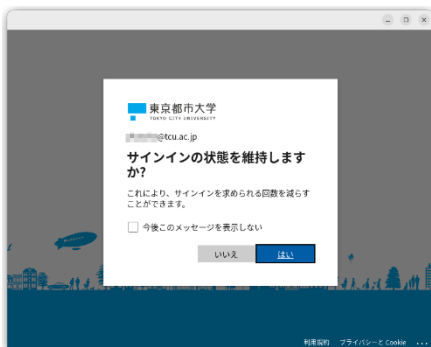 東京都市大学
TOKYO CITY UNIVERSITY
@tcu.ac.jp
サインインの状態を維持します
か?
これにより、サインインを求められる回数を減らす
ことができます。
今後このメッセージを表示しない
いいえ
はい
利用規約 プライバシーと Cookie ...